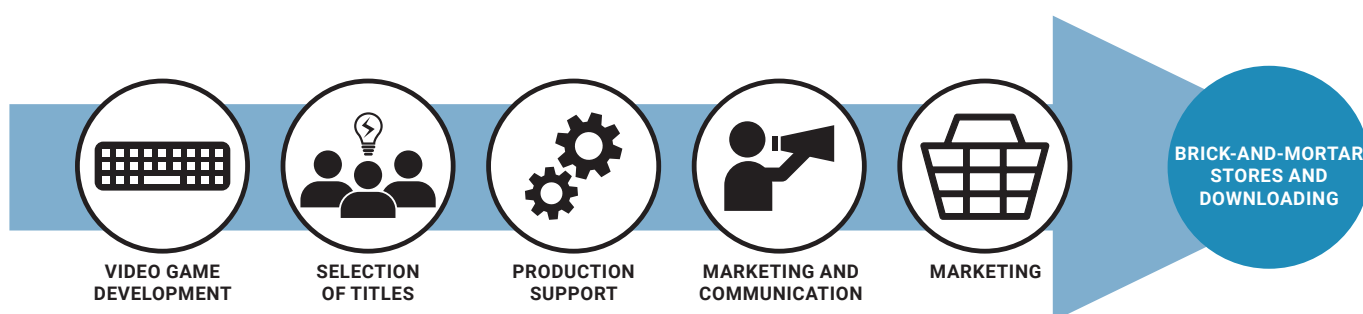 VIDEO GAME
DEVELOPMENT
SELECTION
OF TITLES
PRODUCTION
SUPPORT
MARKETING AND
COMMUNICATION
MARKETING
BRICK-AND-MORTAR
STORES AND
DOWNLOADING